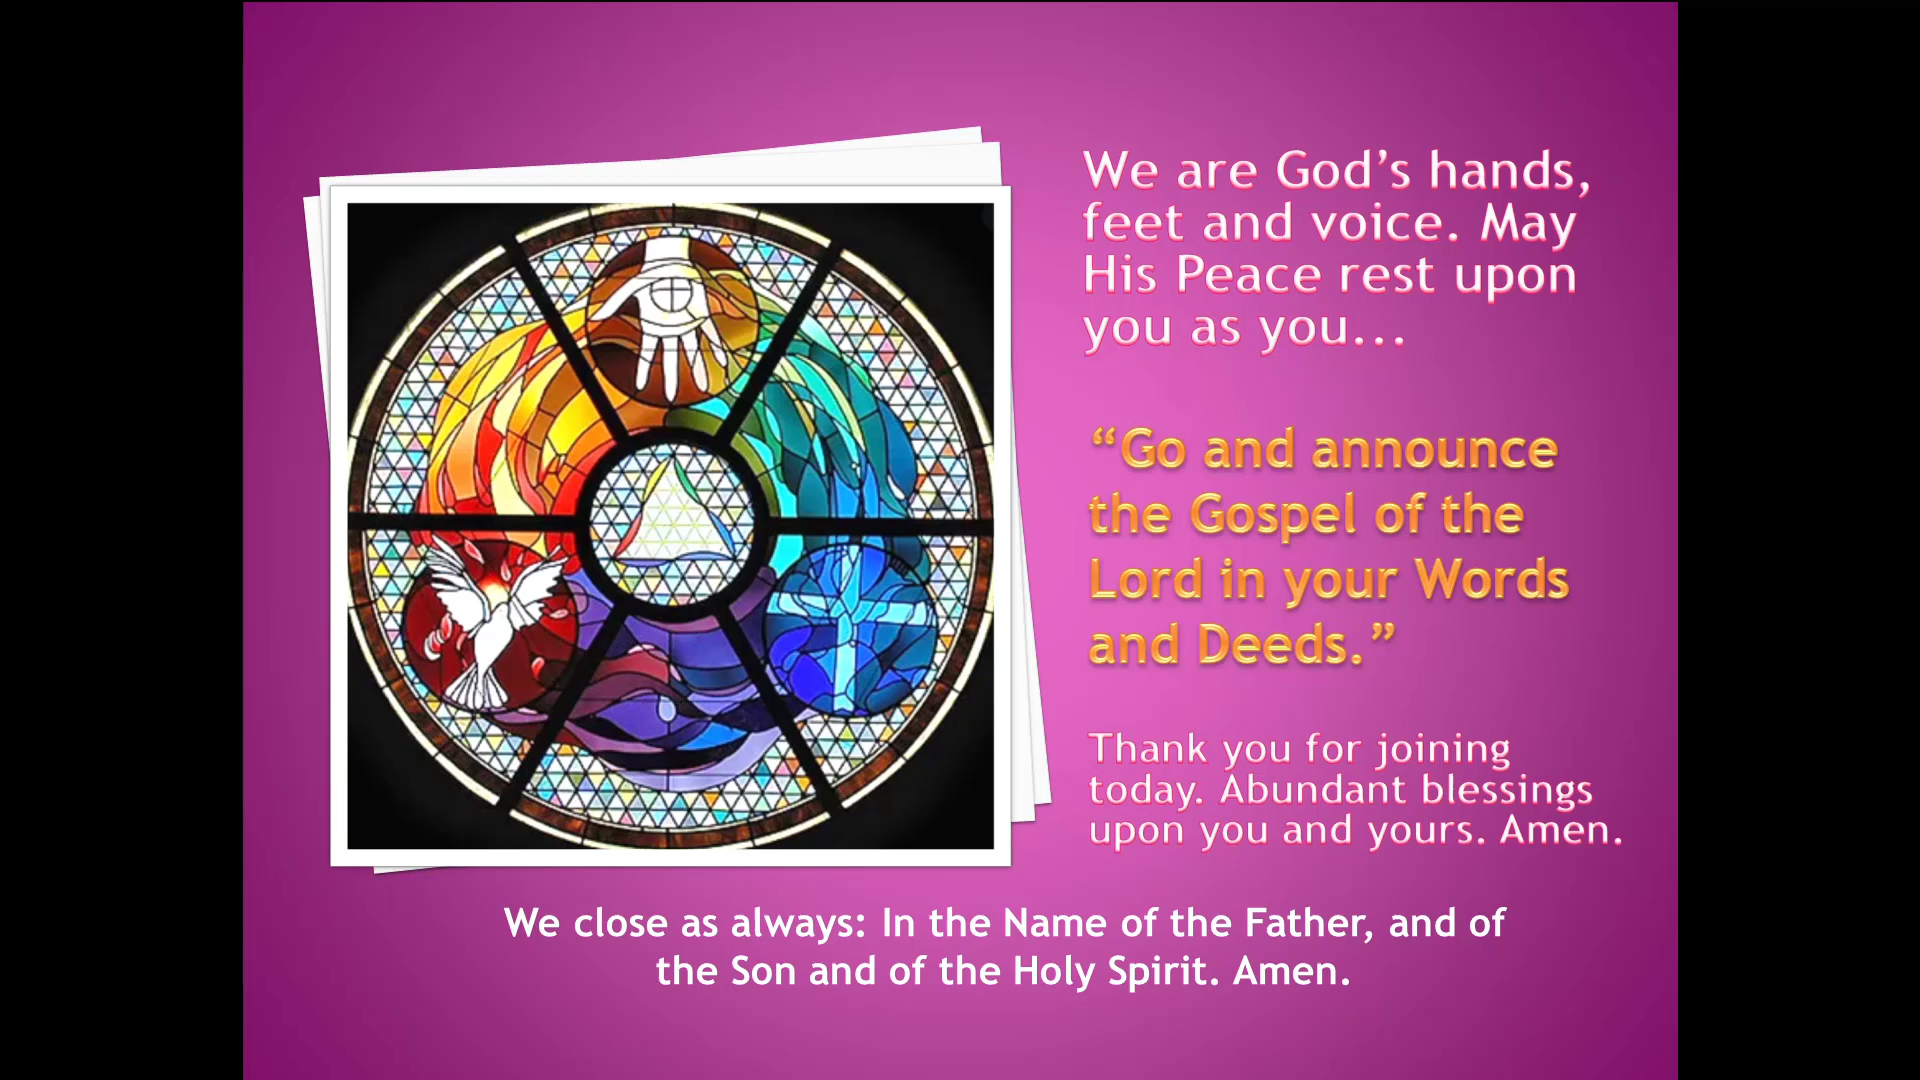 We are God’s hands,
feet and voice. May
His Peace rest upon
you as you...
“Go and announce
the Gospel of the
Lord in your Words
and Deeds.”
Thank you for joining
today. Abundant blessings
upon you and yours. Amen.
We close as always: In the Name of the Father, and of
the Son and of the Holy Spirit. Amen.